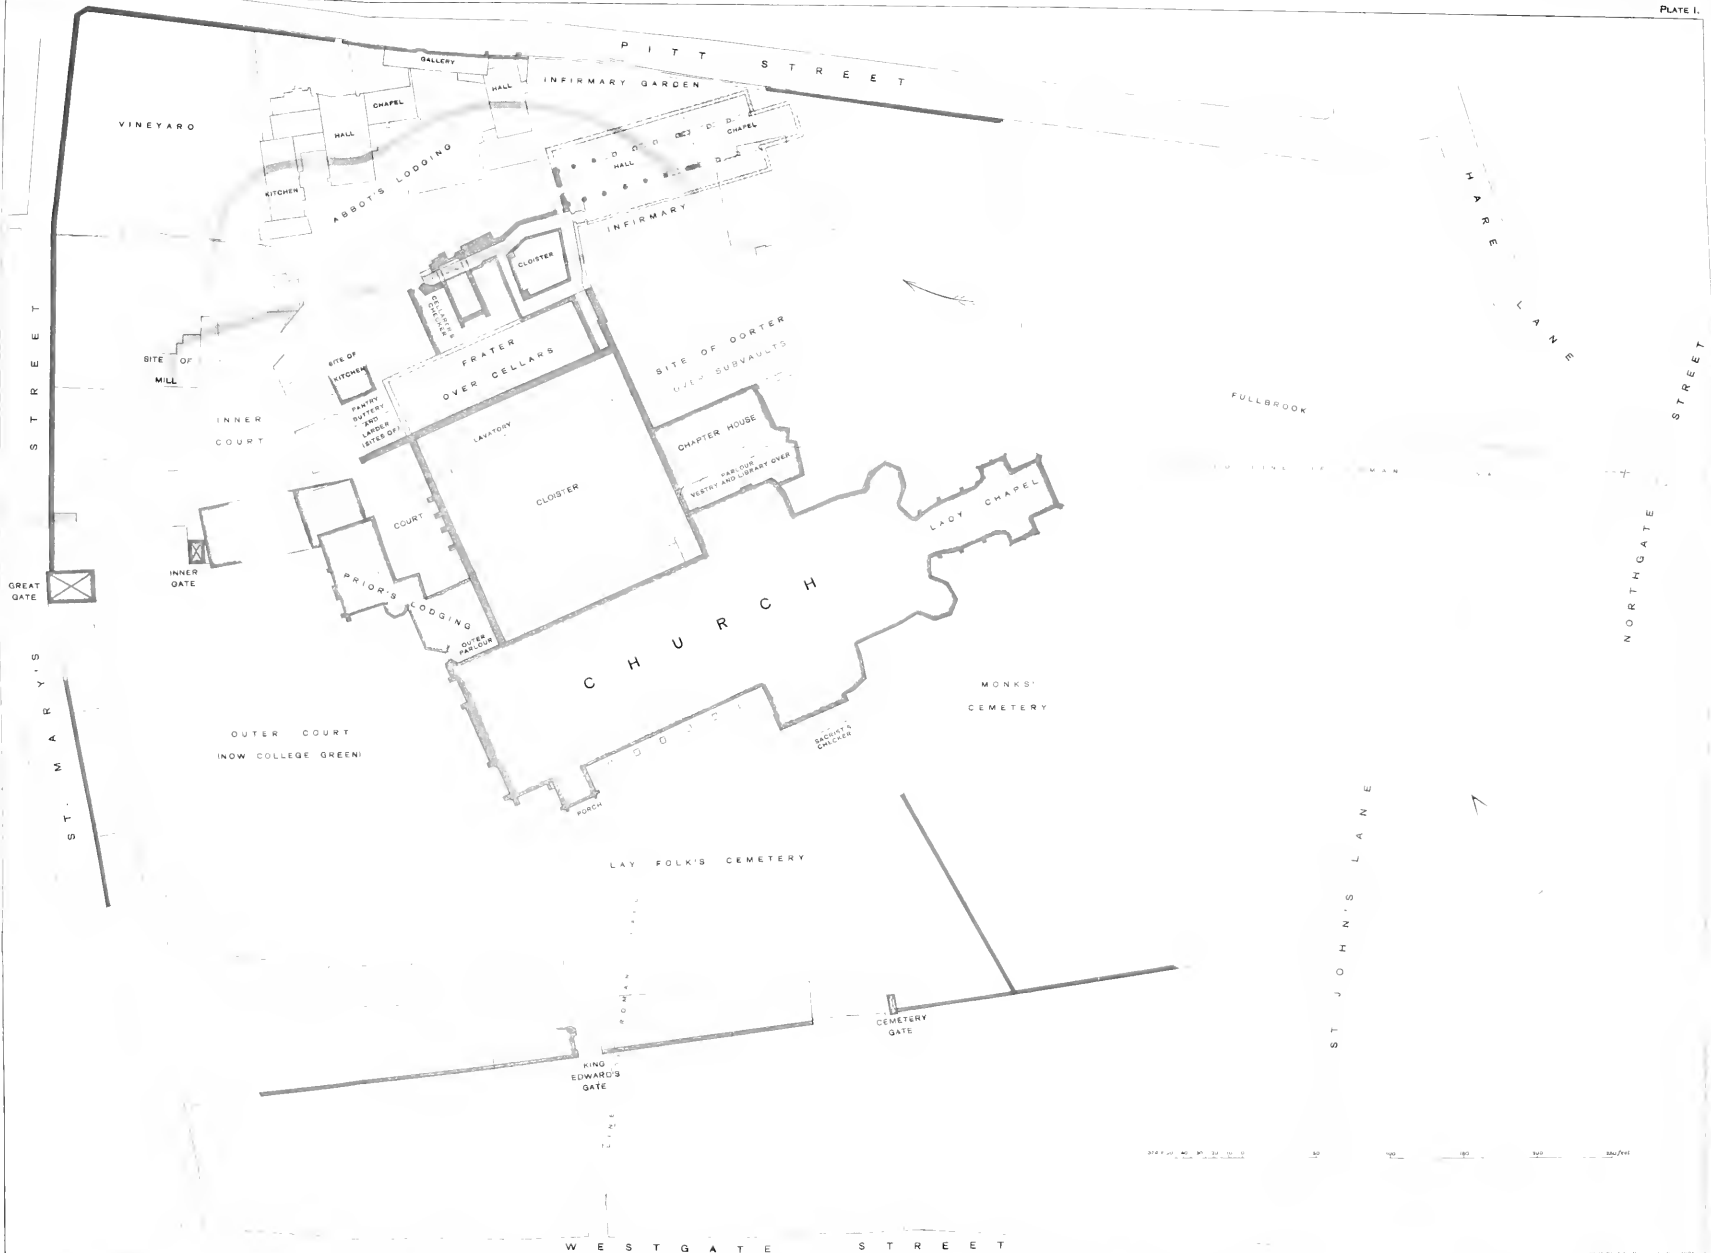 PLATE I.
PITT STREET
GALLERY
HALL
INFIRMARY GARDEN
VINEYARD
CHAPEL
HALL
CHAPEL
KITCHEN
ABBOT'S LODGING
HALL
INFIRMARY
HARE LANE
CLOISTER
CELLARER'S
CHECKER
FRATER
OVER CELLARS
SITE OF DORTER
OVER SUBVAULTS
SITE OF
MILL
SITE OF
KITCHEN
PANTRY
BUTTERY
AND
LARDER
(SITES OF)
INNER
COURT
LAVATORY
CHAPTER HOUSE
PARLOUR
VESTRY AND LIBRARY OVER
FULLBROOK
NORTHGATE STREET
CLOISTER
COURT
LADY CHAPEL
INNER
GATE
GREAT
GATE
PRIOR'S LODGING
OUTER
PARLOUR
CHURCH
MONKS'
CEMETERY
SACRIST'S
CHECKER
ST. MARY'S STREET
OUTER COURT
(NOW COLLEGE GREEN)
PORCH
LAY FOLK'S CEMETERY
ST JOHN'S LANE
ROMAN
CEMETERY
GATE
KING
EDWARD'S
GATE
LINE
WESTGATE STREET